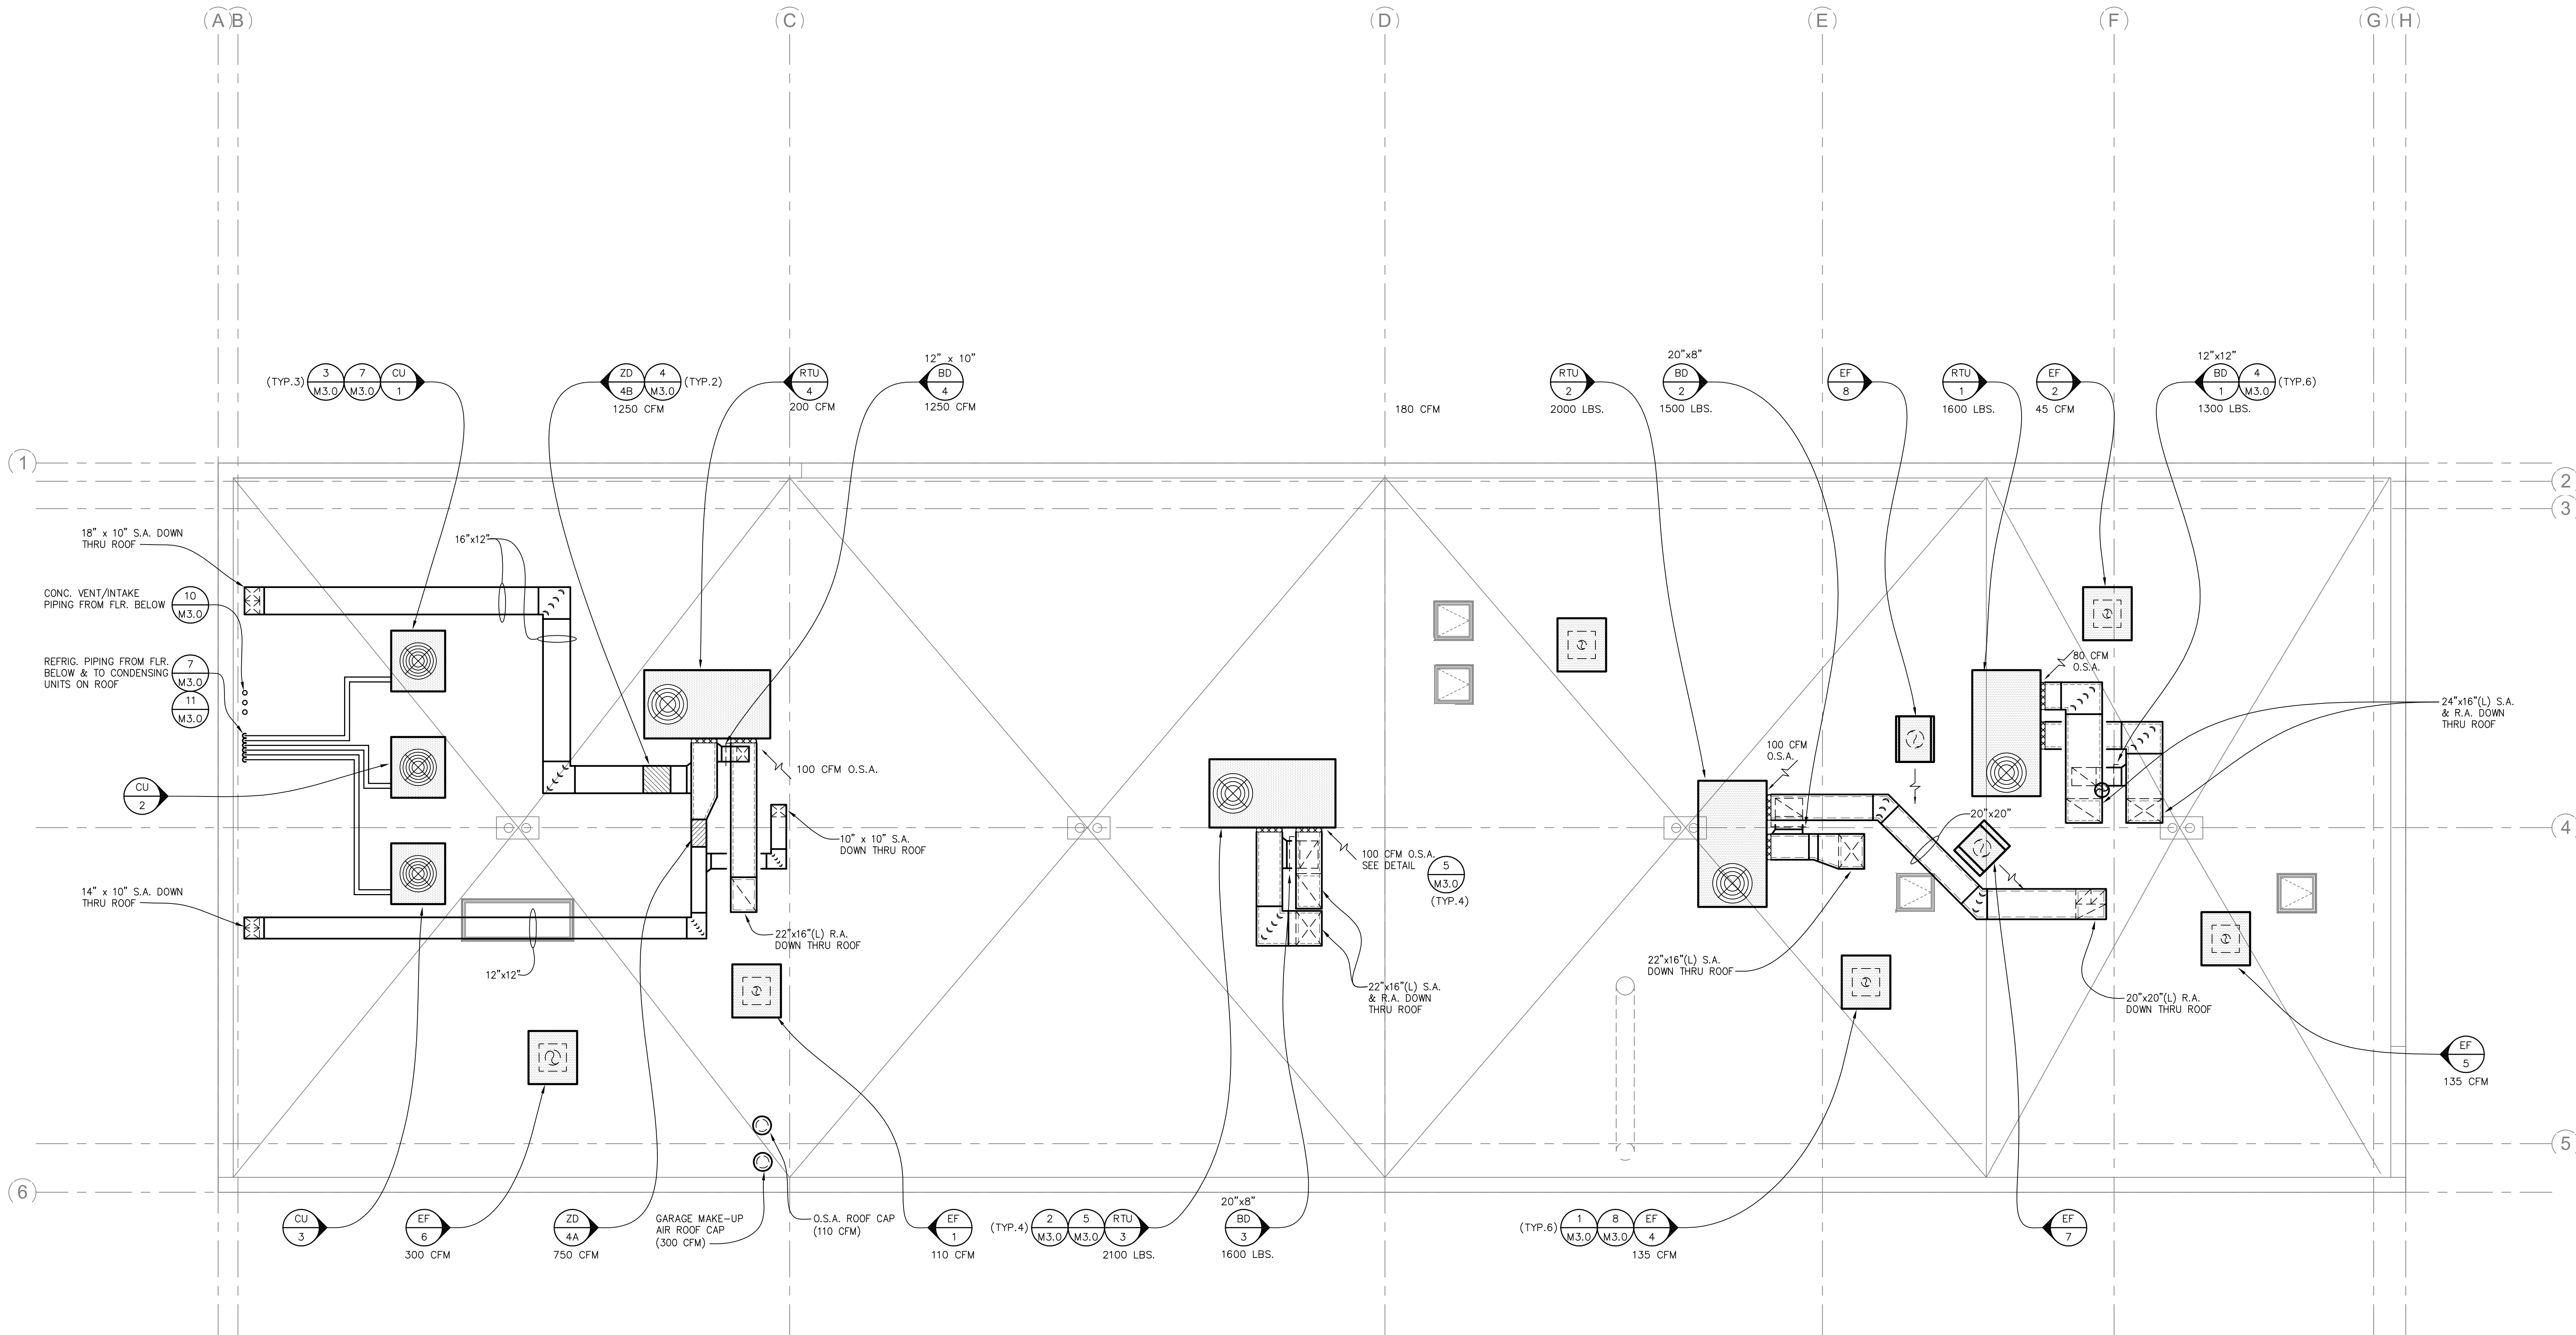 A B C D E F G H
(TYP.3) 3 M3.0 7 M3.0 CU 1
ZD 4B 4 M3.0 (TYP.2)
1250 CFM
RTU 4
200 CFM
12" x 10"
BD 4
1250 CFM
180 CFM
RTU 2
2000 LBS.
20"x8"
BD 2
1500 LBS.
EF 8
RTU 1
1600 LBS.
EF 2
45 CFM
12"x12"
BD 1 4 M3.0 (TYP.6)
1300 LBS.
1
2
3
18" x 10" S.A. DOWN
THRU ROOF
16"x12"
CONC. VENT/INTAKE
PIPING FROM FLR. BELOW
10 M3.0
REFRIG. PIPING FROM FLR.
BELOW & TO CONDENSING
UNITS ON ROOF
7 M3.0
11 M3.0
80 CFM
O.S.A.
24"x16"(L) S.A.
& R.A. DOWN
THRU ROOF
100 CFM O.S.A.
100 CFM
O.S.A.
CU 2
20"x20"
4
10" x 10" S.A.
DOWN THRU ROOF
100 CFM O.S.A.
SEE DETAIL
5 M3.0
(TYP.4)
14" x 10" S.A. DOWN
THRU ROOF
22"x16"(L) R.A.
DOWN THRU ROOF
12"x12"
22"x16"(L) S.A.
& R.A. DOWN
THRU ROOF
22"x16"(L) S.A.
DOWN THRU ROOF
20"x20"(L) R.A.
DOWN THRU ROOF
EF 5
135 CFM
5
6
CU 3
EF 6
300 CFM
ZD 4A
750 CFM
GARAGE MAKE-UP
AIR ROOF CAP
(300 CFM)
O.S.A. ROOF CAP
(110 CFM)
EF 1
110 CFM
(TYP.4) 2 M3.0 5 M3.0 RTU 3
2100 LBS.
20"x8"
BD 3
1600 LBS.
(TYP.6) 1 M3.0 8 M3.0 EF 4
135 CFM
EF 7